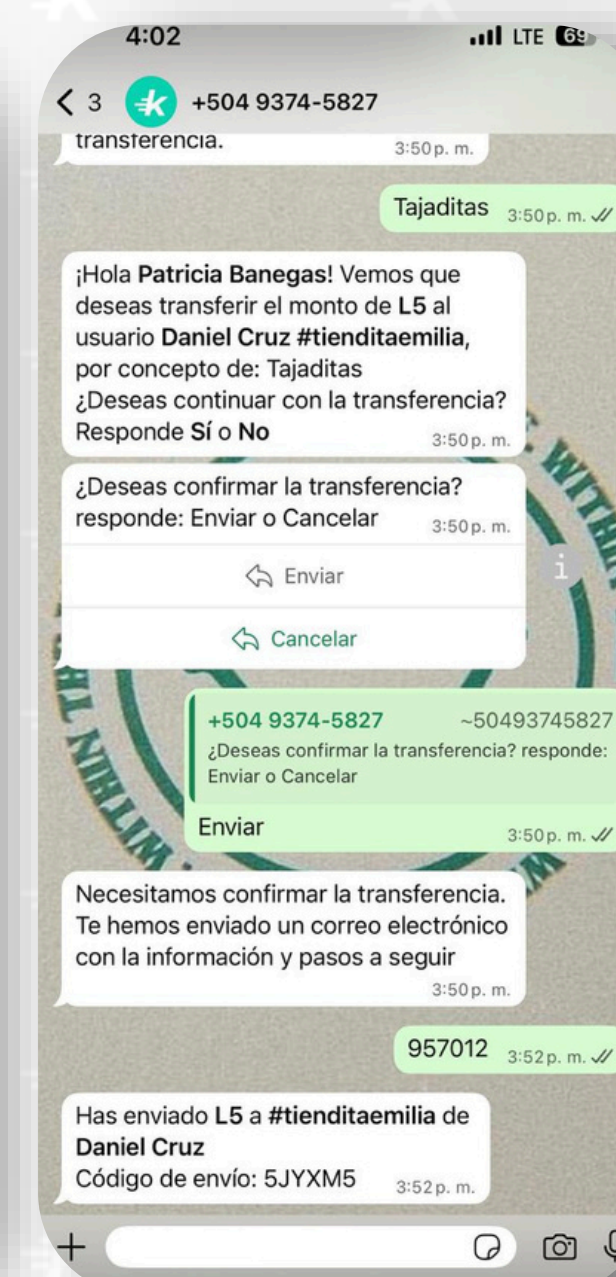 4:02
LTE 69
3
+504 9374-5827
transferencia.
3:50 p. m.
Tajaditas
3:50 p. m.
¡Hola Patricia Banegas! Vemos que
deseas transferir el monto de L5 al
usuario Daniel Cruz #tienditaemilia,
por concepto de: Tajaditas
¿Deseas continuar con la transferencia?
Responde Sí o No
3:50 p. m.
¿Deseas confirmar la transferencia?
responde: Enviar o Cancelar
3:50 p. m.
Enviar
Cancelar
+504 9374-5827 ~50493745827
¿Deseas confirmar la transferencia? responde:
Enviar o Cancelar
Enviar
3:50 p. m.
Necesitamos confirmar la transferencia.
Te hemos enviado un correo electrónico
con la información y pasos a seguir
3:50 p. m.
957012
3:52 p. m.
Has enviado L5 a #tienditaemilia de
Daniel Cruz
Código de envío: 5JYXM5
3:52 p. m.
WITHIN